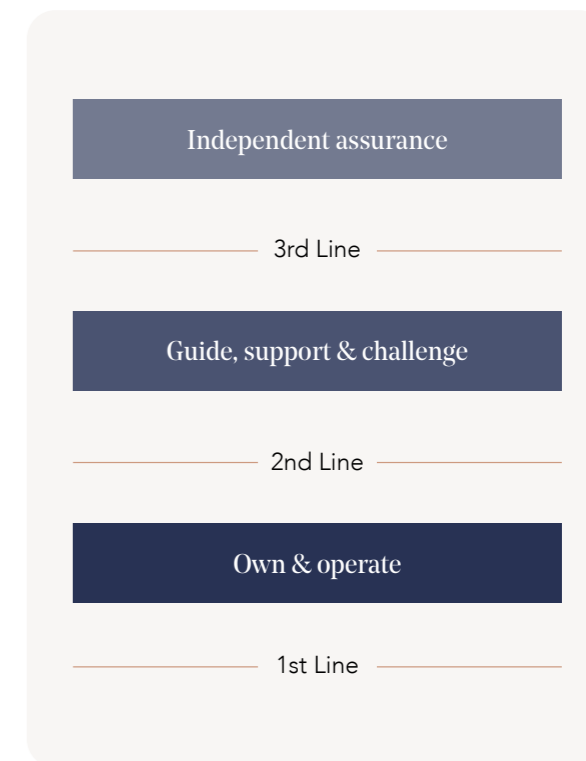 Independent assurance
3rd Line
Guide, support & challenge
2nd Line
Own & operate
1st Line